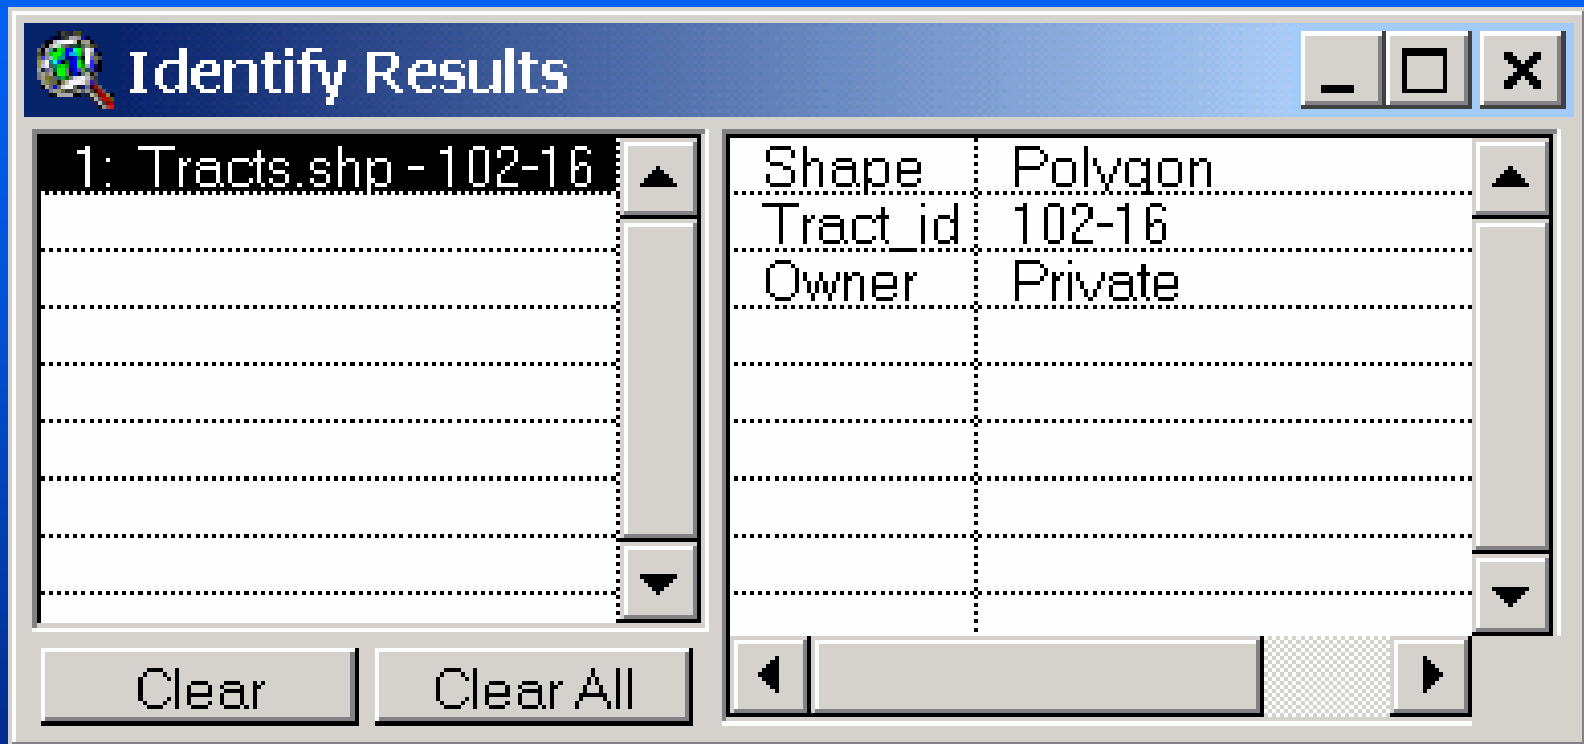 Identify Results
1: Tracts.shp - 102-16
Shape Polygon
Tract_id 102-16
Owner Private
Clear Clear All